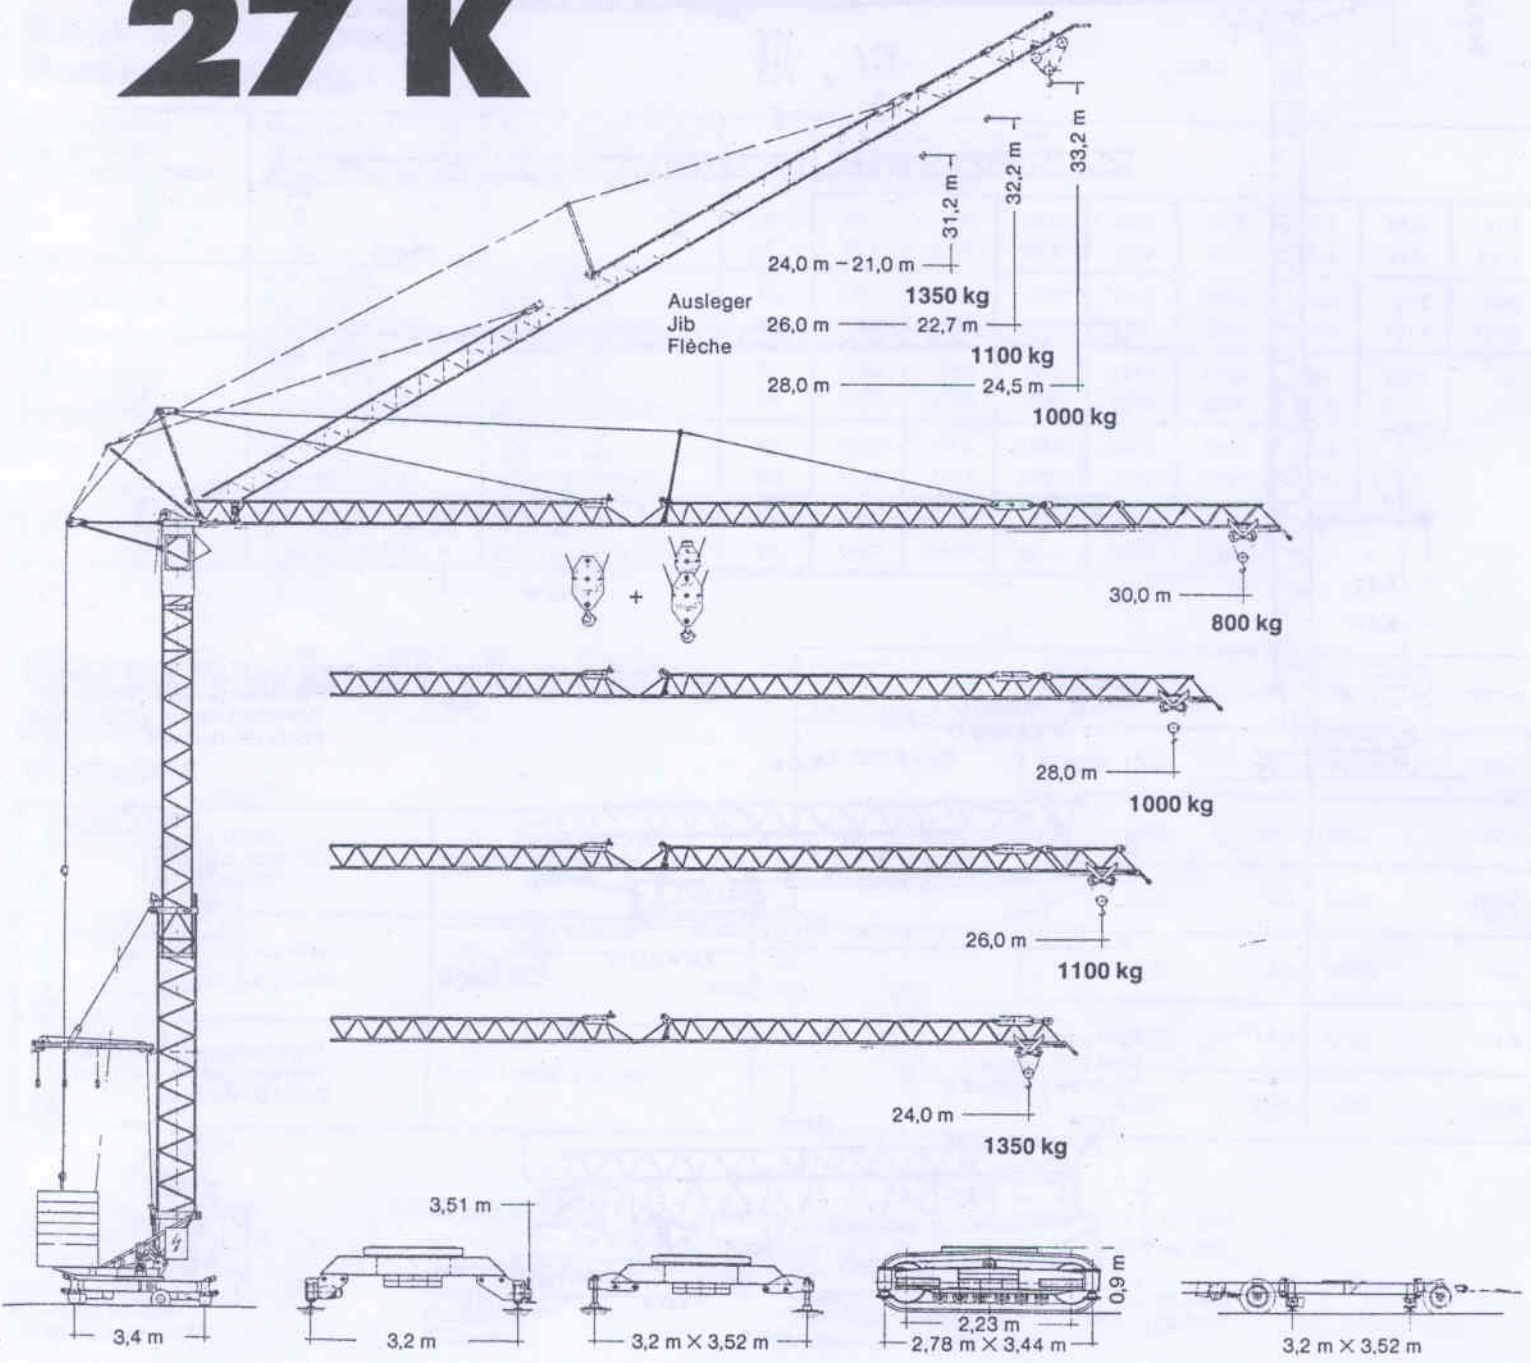 27 K
33,2 m
32,2 m
31,2 m
24,0 m – 21,0 m
1350 kg
Ausleger
Jib
Flèche
26,0 m 22,7 m
1100 kg
28,0 m 24,5 m
1000 kg
+
30,0 m
800 kg
28,0 m
1000 kg
26,0 m
1100 kg
24,0 m
1350 kg
3,51 m
0,9 m
3,4 m
3,2 m
3,2 m × 3,52 m
2,23 m
2,78 m × 3,44 m
3,2 m × 3,52 m